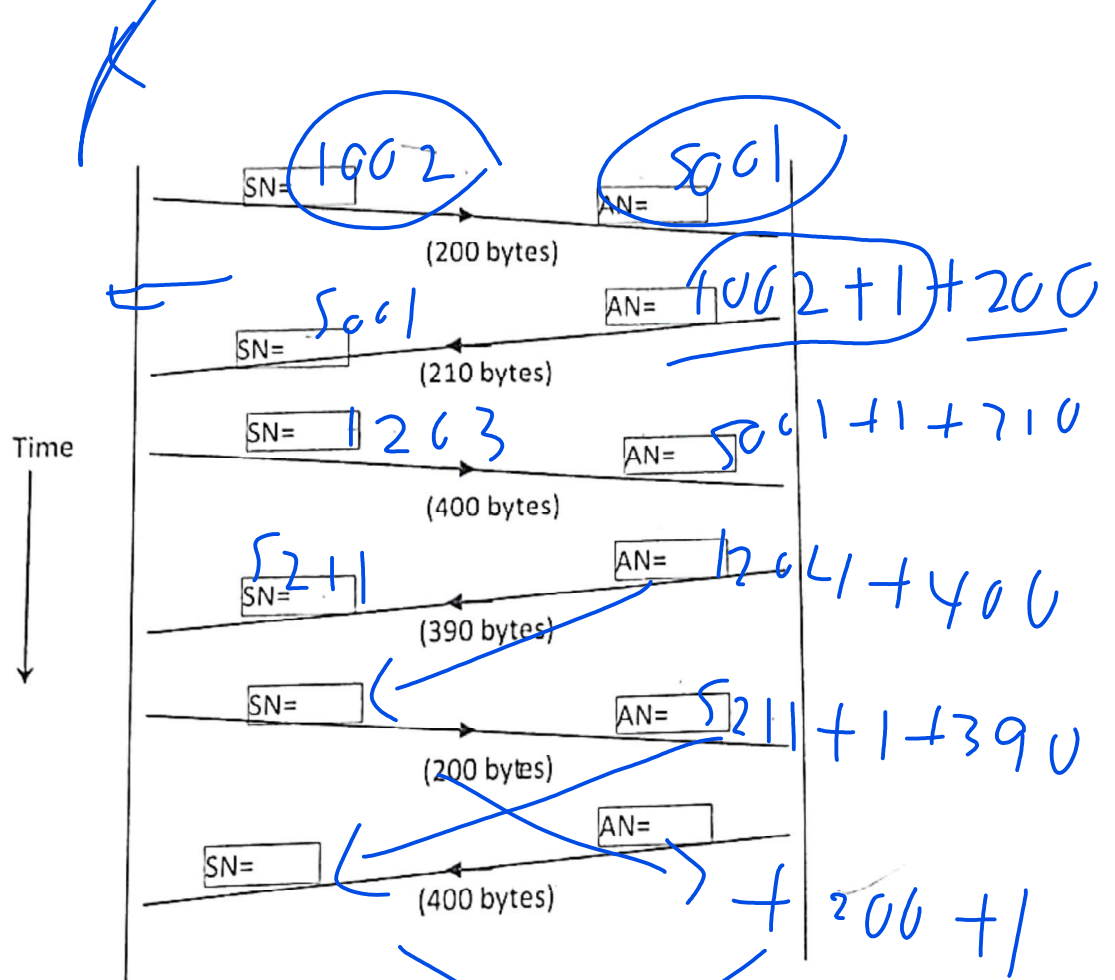 SN= 1002 AN= 5001
(200 bytes)
SN= 5001 AN= 1002+1+200
(210 bytes)
SN= 1203 AN= 5001+1+210
Time
(400 bytes)
SN= 5211 AN= 1204+400
(390 bytes)
SN= AN= 5211+1+390
(200 bytes)
SN= AN=
(400 bytes) +200+1